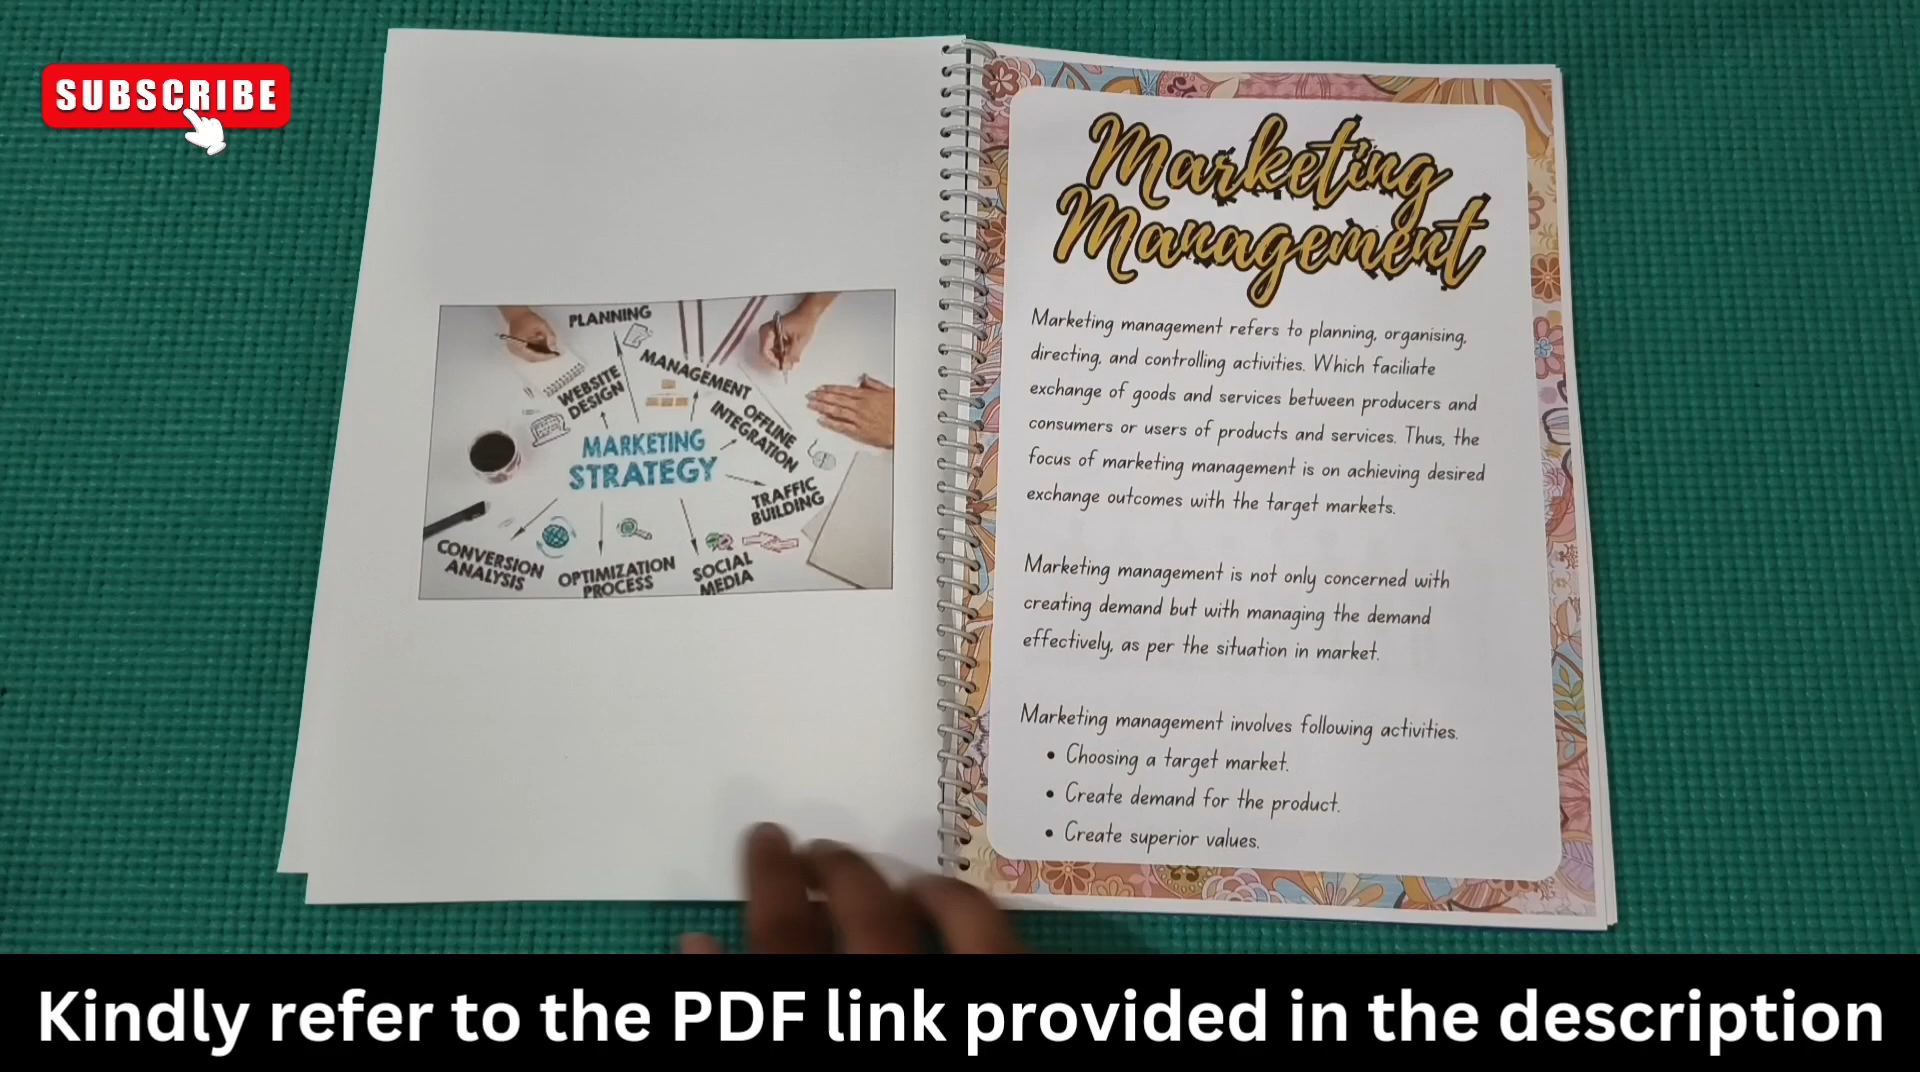 SUBSCRIBE
PLANNING
MANAGEMENT
WEBSITE
DESIGN
OFFLINE
INTEGRATION
MARKETING
STRATEGY
TRAFFIC
BUILDING
CONVERSION
ANALYSIS
OPTIMIZATION
PROCESS
SOCIAL
MEDIA
Marketing
Management
Marketing management refers to planning, organising,
directing, and controlling activities. Which faciliate
exchange of goods and services between producers and
consumers or users of products and services. Thus, the
focus of marketing management is on achieving desired
exchange outcomes with the target markets.
Marketing management is not only concerned with
creating demand but with managing the demand
effectively, as per the situation in market.
Marketing management involves following activities.
• Choosing a target market.
• Create demand for the product.
• Create superior values.
Kindly refer to the PDF link provided in the description